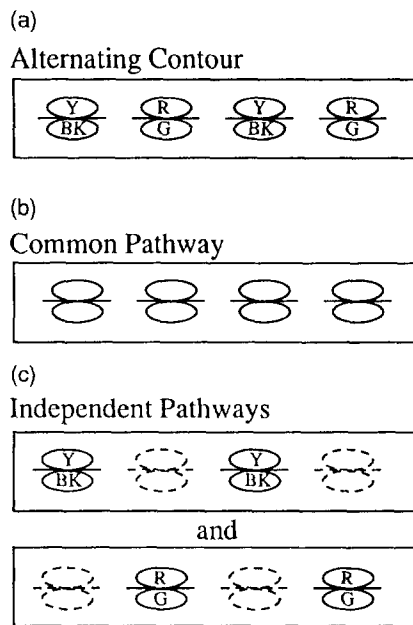 (a)
Alternating Contour
Y R Y R
BK G BK G
(b)
Common Pathway
(c)
Independent Pathways
Y Y
BK BK
and
R R
G G